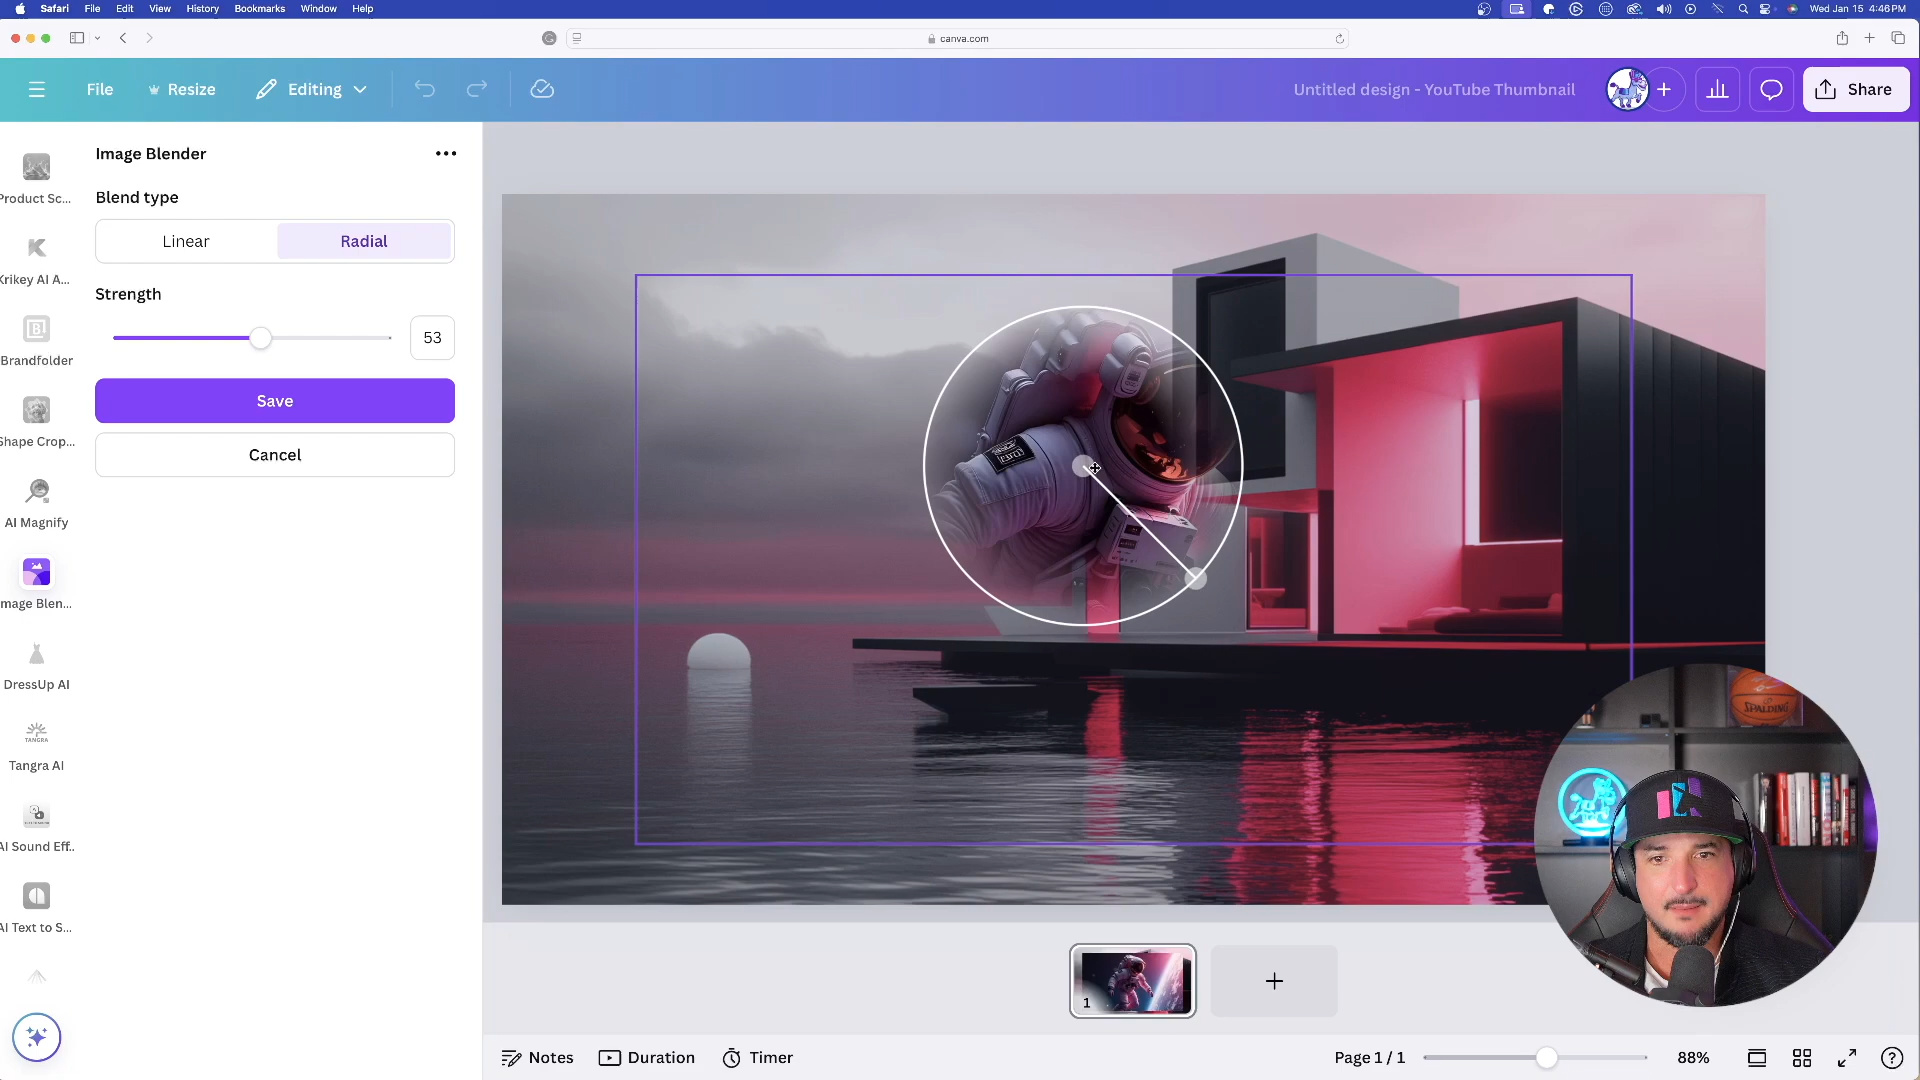 Safari File Edit View History Bookmarks Window Help
Wed Jan 15 4:46 PM
canva.com
File Resize Editing
Untitled design - YouTube Thumbnail
Share
Image Blender
Blend type
Linear Radial
Strength
53
Save
Cancel
Product Sc...
Krikey AI A...
Brandfolder
Shape Crop...
AI Magnify
mage Blen...
DressUp AI
TANGRA
Tangra AI
AI Sound Eff..
AI Text to S...
SPALDING
1
Notes Duration Timer
Page 1 / 1
88%